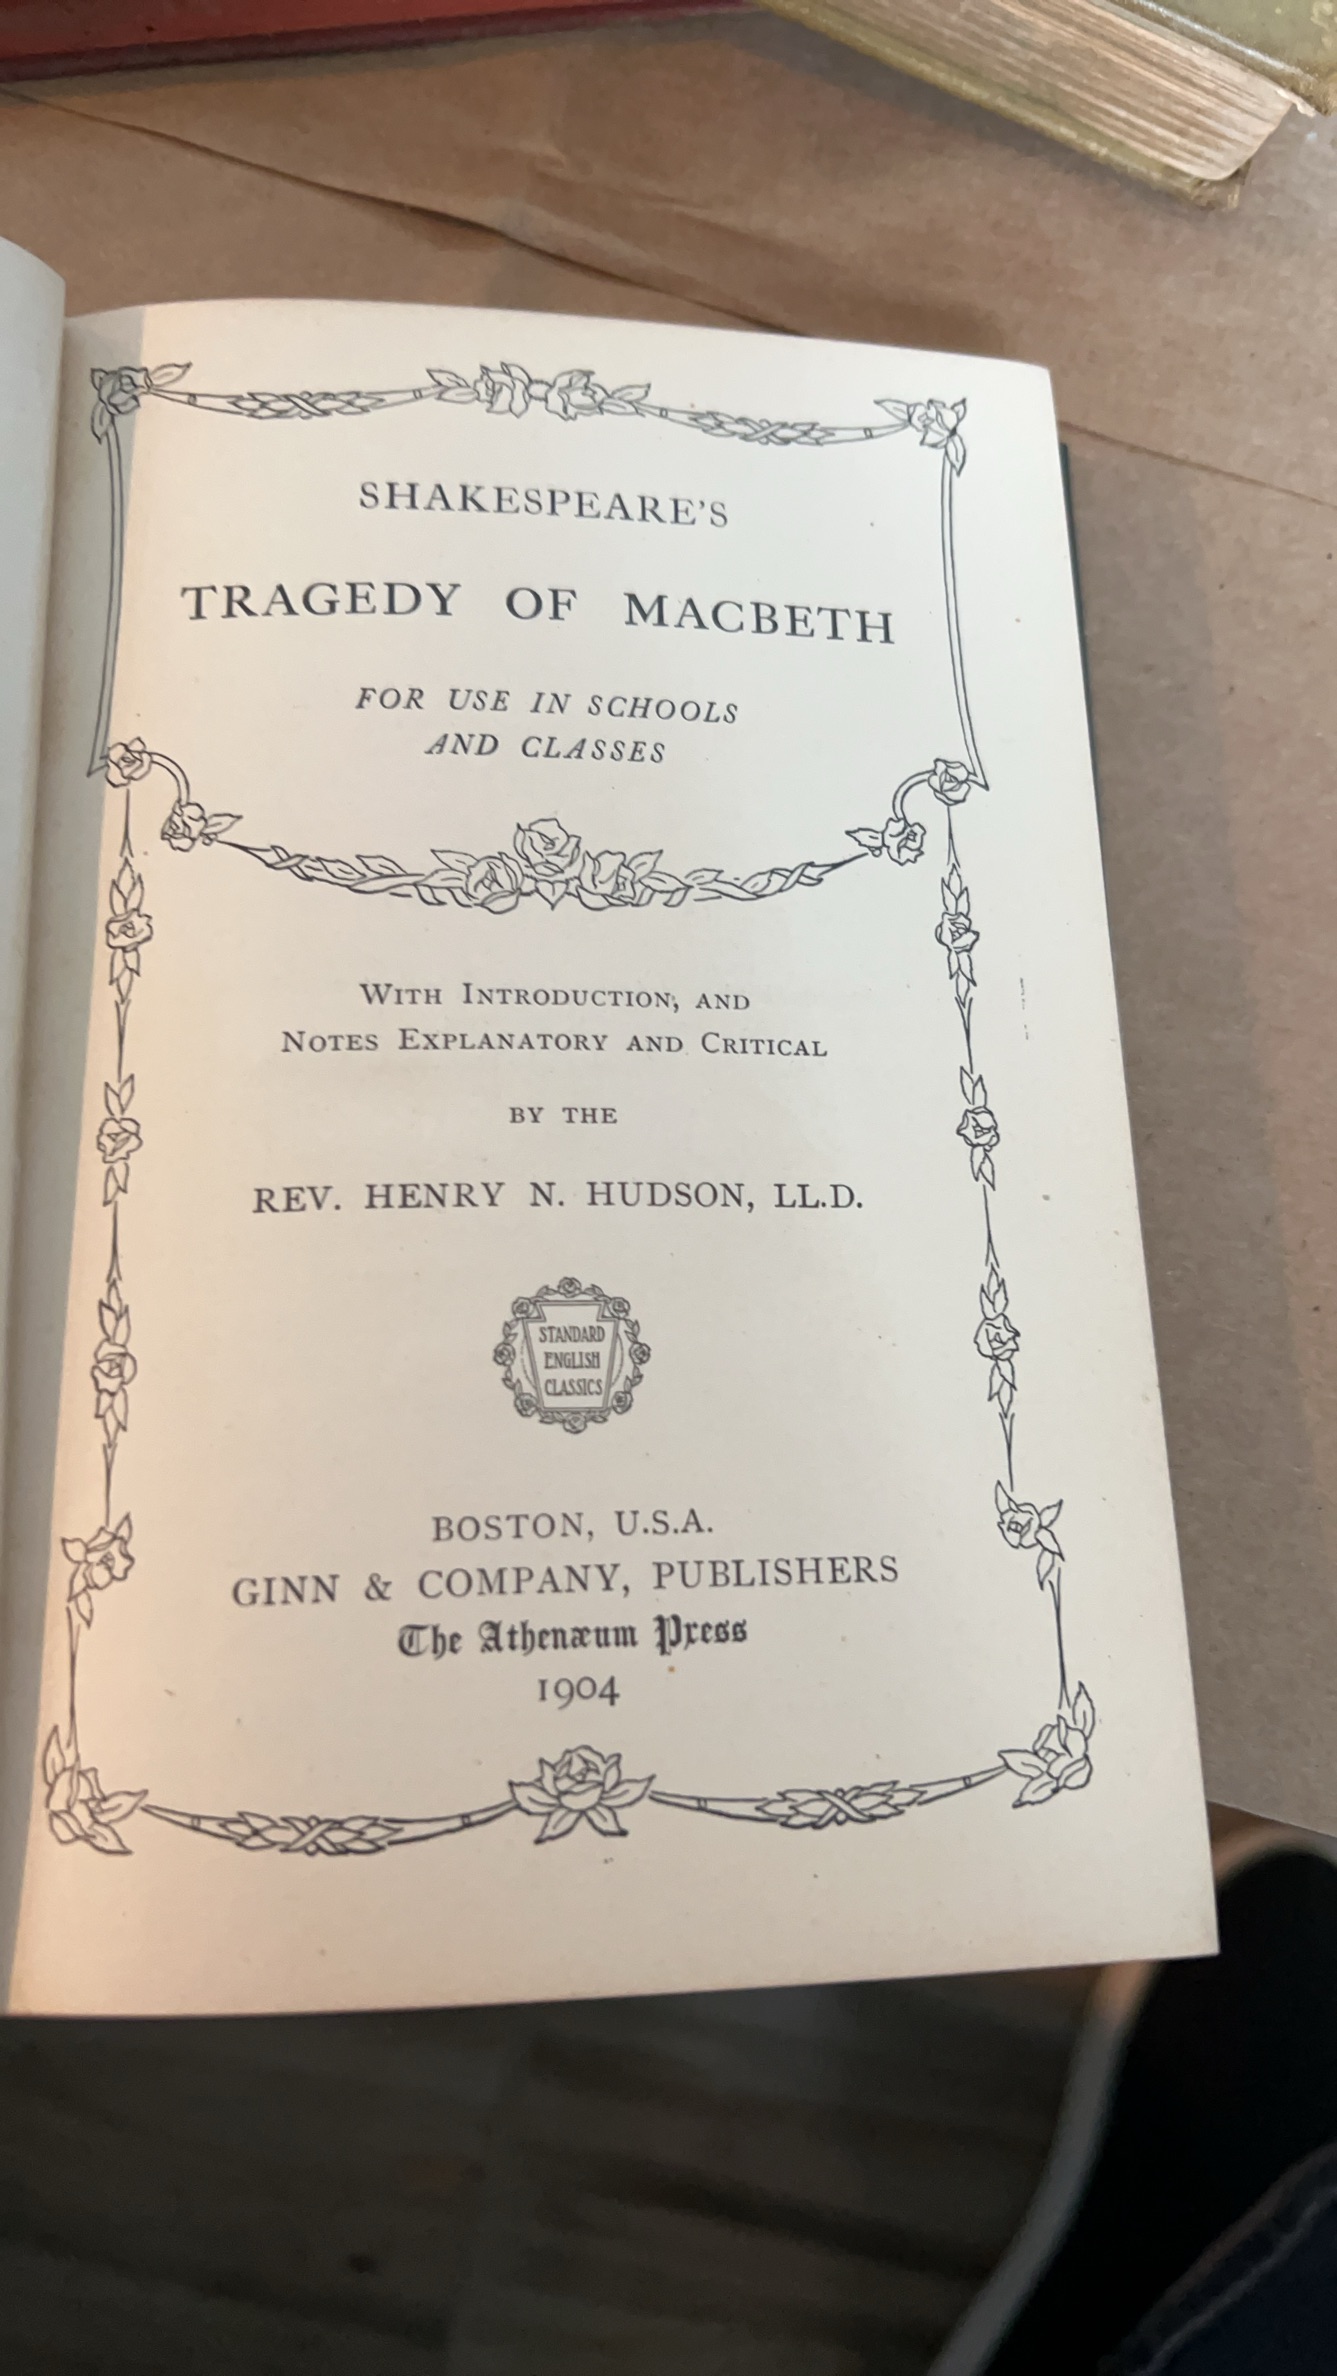 SHAKESPEARE'S
TRAGEDY OF MACBETH
FOR USE IN SCHOOLS
AND CLASSES
WITH INTRODUCTION, AND
NOTES EXPLANATORY AND CRITICAL
BY THE
REV. HENRY N. HUDSON, LL.D.
STANDARD
ENGLISH
CLASSICS
BOSTON, U.S.A.
GINN & COMPANY, PUBLISHERS
The Athenæum Press
1904